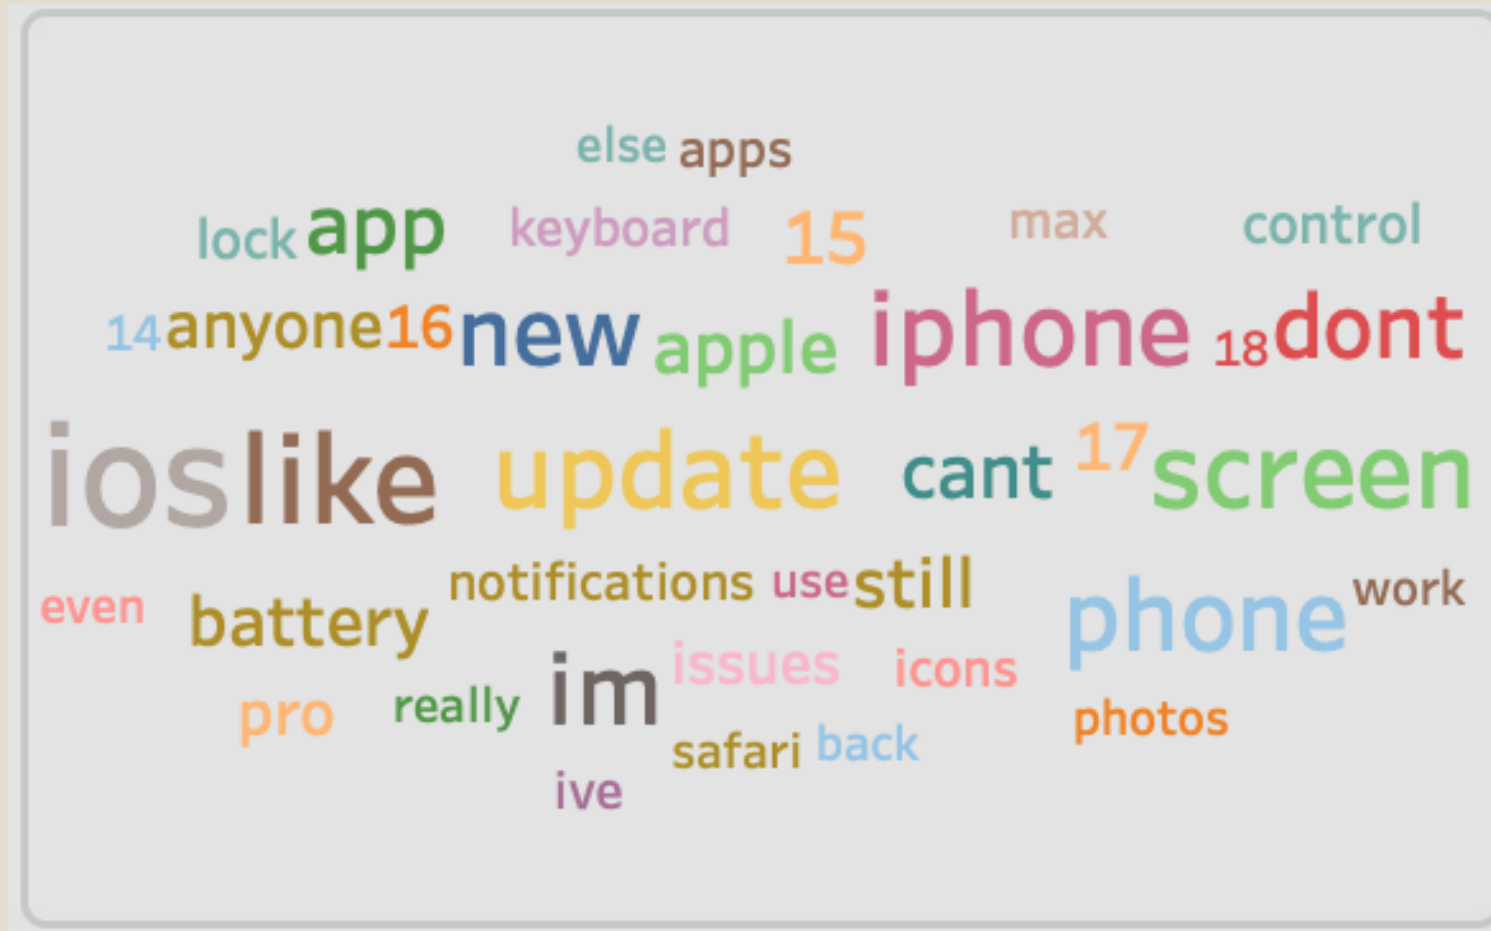 else apps
lock app keyboard 15 max control
14 anyone 16 new apple iphone 18 dont
ios like update cant 17 screen
even battery notifications use still phone work
pro really im issues icons photos
safari back
ive